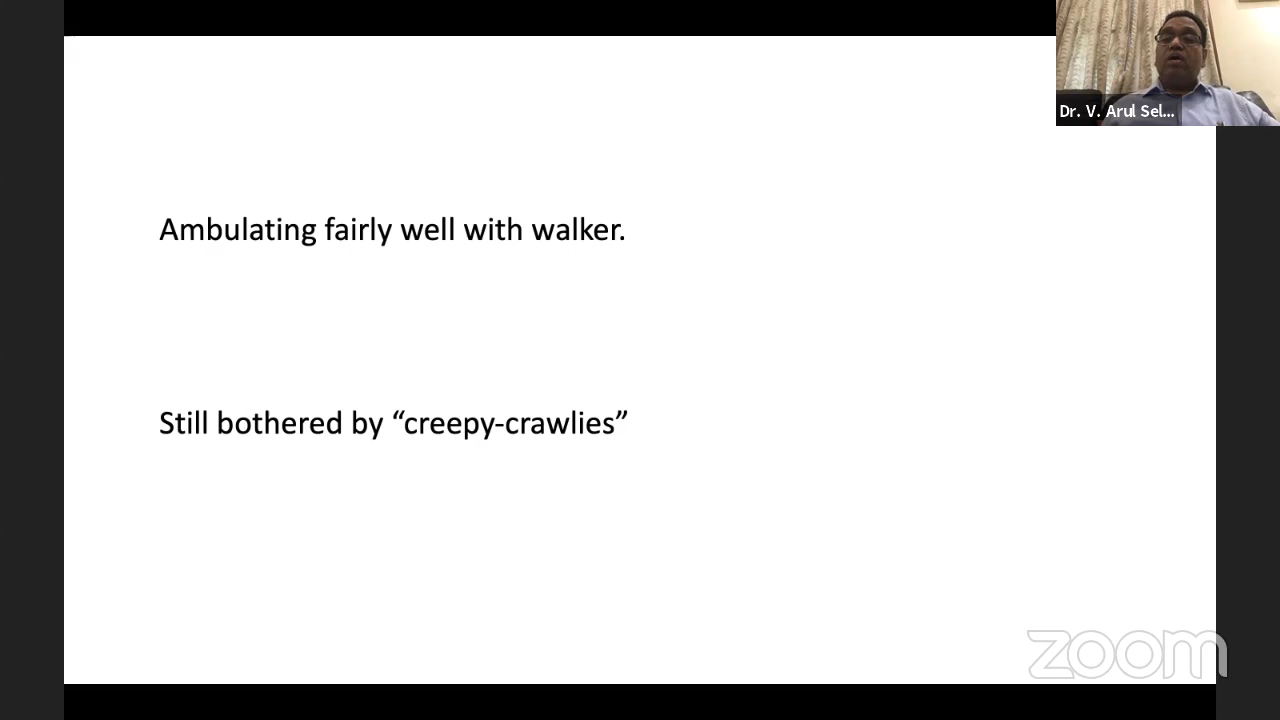 Dr. V. Arul Sel...
Ambulating fairly well with walker.
Still bothered by “creepy-crawlies”
zoom